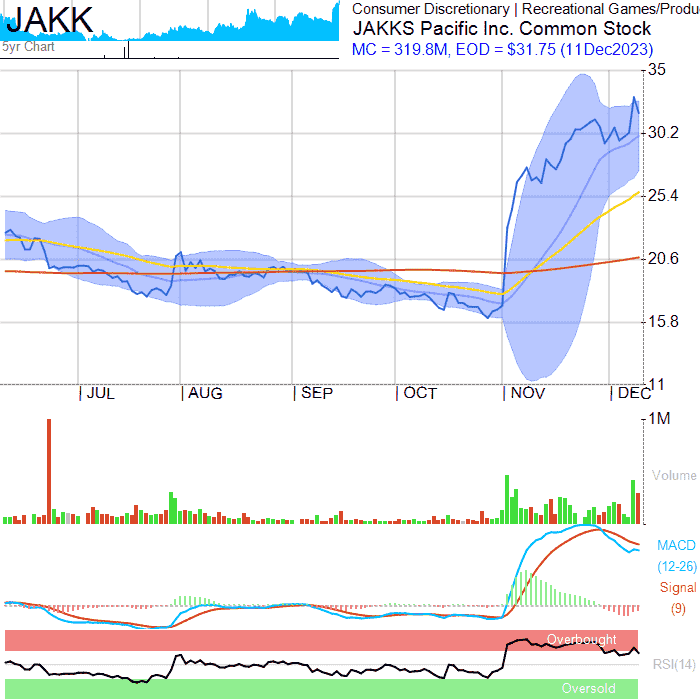 JAKK
5yr Chart
Consumer Discretionary | Recreational Games/Produ
JAKKS Pacific Inc. Common Stock
MC = 319.8M, EOD = $31.75 (11Dec2023)
35
30.2
25.4
20.6
15.8
11
| JUL | AUG | SEP | OCT | NOV | DEC
1M
Volume
MACD
(12-26)
Signal
(9)
Overbought
RSI(14)
Oversold